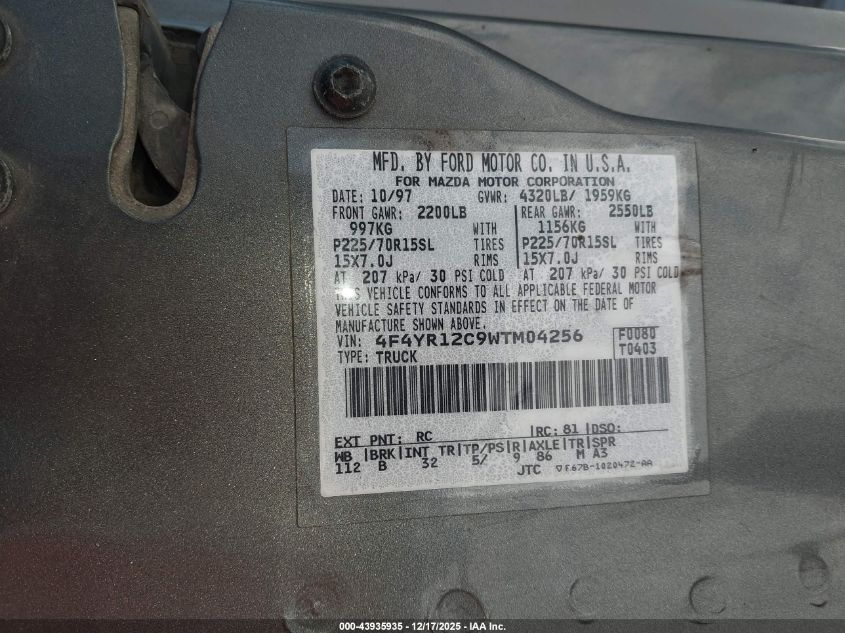 MFD. BY FORD MOTOR CO. IN U.S.A.
FOR MAZDA MOTOR CORPORATION
DATE: 10/97 GVWR: 4320LB/ 1959KG
FRONT GAWR: 2200LB REAR GAWR: 2550LB
997KG WITH 1156KG WITH
P225/70R15SL TIRES P225/70R15SL TIRES
15X7.0J RIMS 15X7.0J RIMS
AT 207 kPa/ 30 PSI COLD AT 207 kPa/ 30 PSI COLD
THIS VEHICLE CONFORMS TO ALL APPLICABLE FEDERAL MOTOR
VEHICLE SAFETY STANDARDS IN EFFECT ON THE DATE OF
MANUFACTURE SHOWN ABOVE.
VIN: 4F4YR12C9WTM04256 F0080
TYPE: TRUCK T0403
EXT PNT: RC RC: 81 DSO:
WB BRK INT TR TP/PS R AXLE TR SPR
112 B 32 5/ 9 86 M A3
JTC ▽F67B-1020472-AA
000-43935935 - 12/17/2025 - IAA Inc.